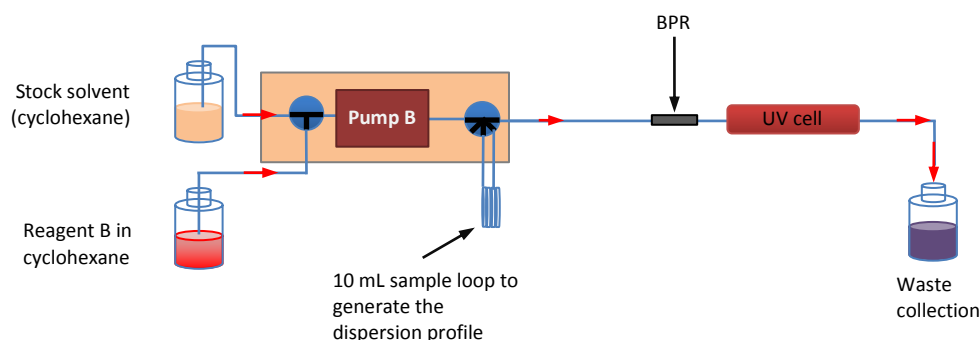 BPR
Stock solvent
(cyclohexane)
Pump B
UV cell
Reagent B in
cyclohexane
10 mL sample loop to
generate the
dispersion profile
Waste
collection